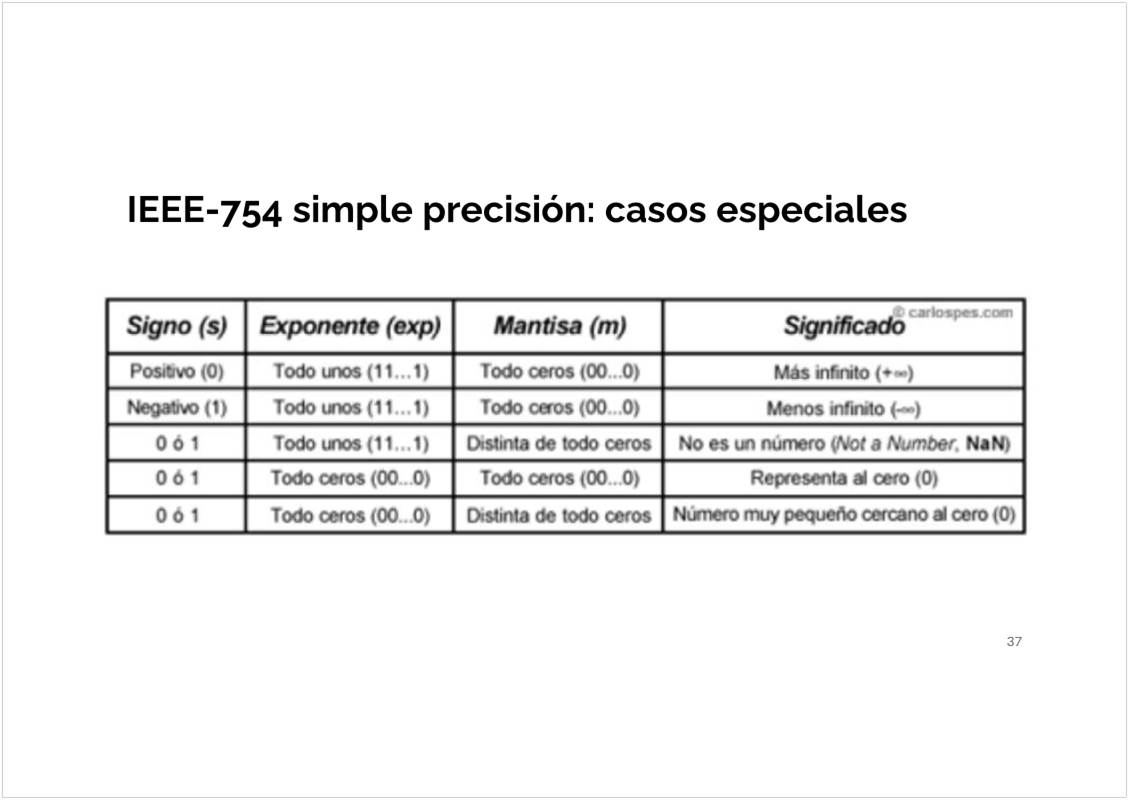 IEEE-754 simple precisión: casos especiales
© carlospes.com
Signo (s) Exponente (exp) Mantisa (m) Significado
Positivo (0) Todo unos (11...1) Todo ceros (00...0) Más infinito (+∞)
Negativo (1) Todo unos (11...1) Todo ceros (00...0) Menos infinito (-∞)
0 ó 1 Todo unos (11...1) Distinta de todo ceros No es un número (Not a Number, NaN)
0 ó 1 Todo ceros (00...0) Todo ceros (00...0) Representa al cero (0)
0 ó 1 Todo ceros (00...0) Distinta de todo ceros Número muy pequeño cercano al cero (0)
37